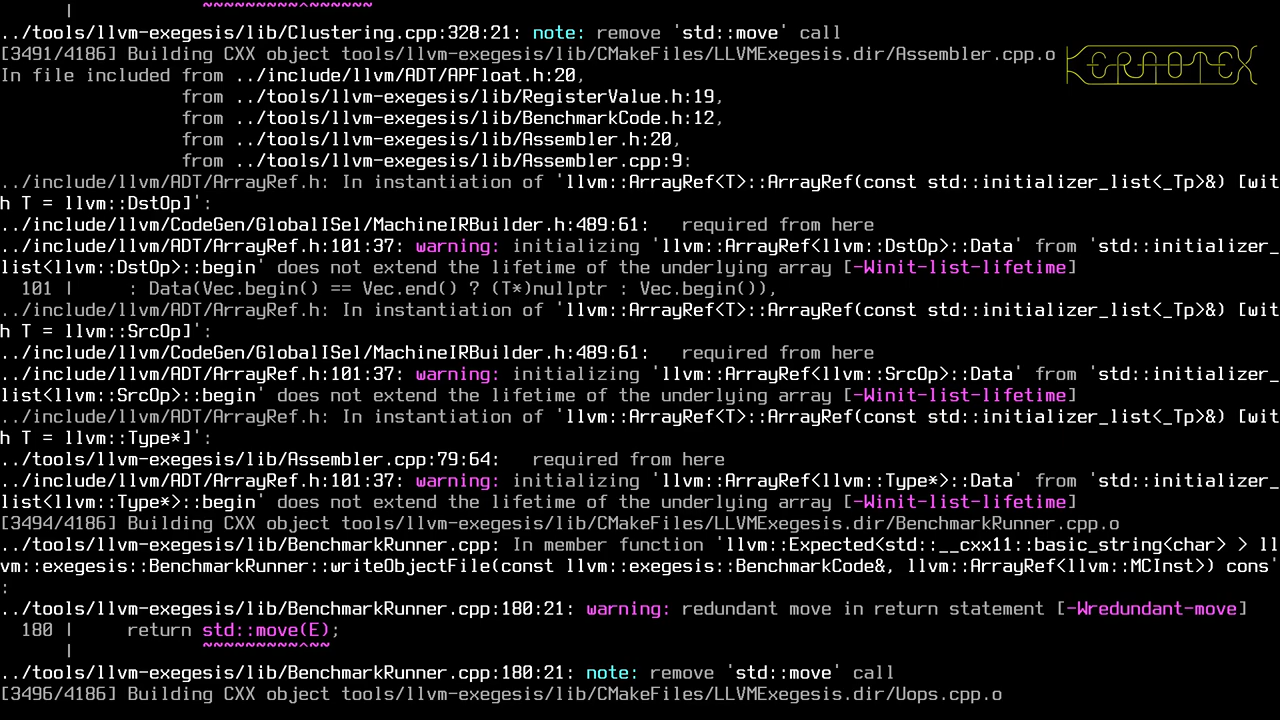 |            ~~~~~~~~~^~~~~~
../tools/llvm-exegesis/lib/Clustering.cpp:328:21: note: remove 'std::move' call
[3491/4186] Building CXX object tools/llvm-exegesis/lib/CMakeFiles/LLVMExegesis.dir/Assembler.cpp.o
KERAOTEX
In file included from ../include/llvm/ADT/APFloat.h:20,
                 from ../tools/llvm-exegesis/lib/RegisterValue.h:19,
                 from ../tools/llvm-exegesis/lib/BenchmarkCode.h:12,
                 from ../tools/llvm-exegesis/lib/Assembler.h:20,
                 from ../tools/llvm-exegesis/lib/Assembler.cpp:9:
../include/llvm/ADT/ArrayRef.h: In instantiation of 'llvm::ArrayRef<T>::ArrayRef(const std::initializer_list<_Tp>&) [wit
h T = llvm::DstOp]':
../include/llvm/CodeGen/GlobalISel/MachineIRBuilder.h:489:61:   required from here
../include/llvm/ADT/ArrayRef.h:101:37: warning: initializing 'llvm::ArrayRef<llvm::DstOp>::Data' from 'std::initializer_
list<llvm::DstOp>::begin' does not extend the lifetime of the underlying array [-Winit-list-lifetime]
  101 |     : Data(Vec.begin() == Vec.end() ? (T*)nullptr : Vec.begin()),
../include/llvm/ADT/ArrayRef.h: In instantiation of 'llvm::ArrayRef<T>::ArrayRef(const std::initializer_list<_Tp>&) [wit
h T = llvm::SrcOp]':
../include/llvm/CodeGen/GlobalISel/MachineIRBuilder.h:489:61:   required from here
../include/llvm/ADT/ArrayRef.h:101:37: warning: initializing 'llvm::ArrayRef<llvm::SrcOp>::Data' from 'std::initializer_
list<llvm::SrcOp>::begin' does not extend the lifetime of the underlying array [-Winit-list-lifetime]
../include/llvm/ADT/ArrayRef.h: In instantiation of 'llvm::ArrayRef<T>::ArrayRef(const std::initializer_list<_Tp>&) [wit
h T = llvm::Type*]':
../tools/llvm-exegesis/lib/Assembler.cpp:79:64:   required from here
../include/llvm/ADT/ArrayRef.h:101:37: warning: initializing 'llvm::ArrayRef<llvm::Type*>::Data' from 'std::initializer_
list<llvm::Type*>::begin' does not extend the lifetime of the underlying array [-Winit-list-lifetime]
[3494/4186] Building CXX object tools/llvm-exegesis/lib/CMakeFiles/LLVMExegesis.dir/BenchmarkRunner.cpp.o
../tools/llvm-exegesis/lib/BenchmarkRunner.cpp: In member function 'llvm::Expected<std::__cxx11::basic_string<char> > ll
vm::exegesis::BenchmarkRunner::writeObjectFile(const llvm::exegesis::BenchmarkCode&, llvm::ArrayRef<llvm::MCInst>) cons'
:
../tools/llvm-exegesis/lib/BenchmarkRunner.cpp:180:21: warning: redundant move in return statement [-Wredundant-move]
  180 |     return std::move(E);
      |            ~~~~~~~~~^~~
../tools/llvm-exegesis/lib/BenchmarkRunner.cpp:180:21: note: remove 'std::move' call
[3496/4186] Building CXX object tools/llvm-exegesis/lib/CMakeFiles/LLVMExegesis.dir/Uops.cpp.o